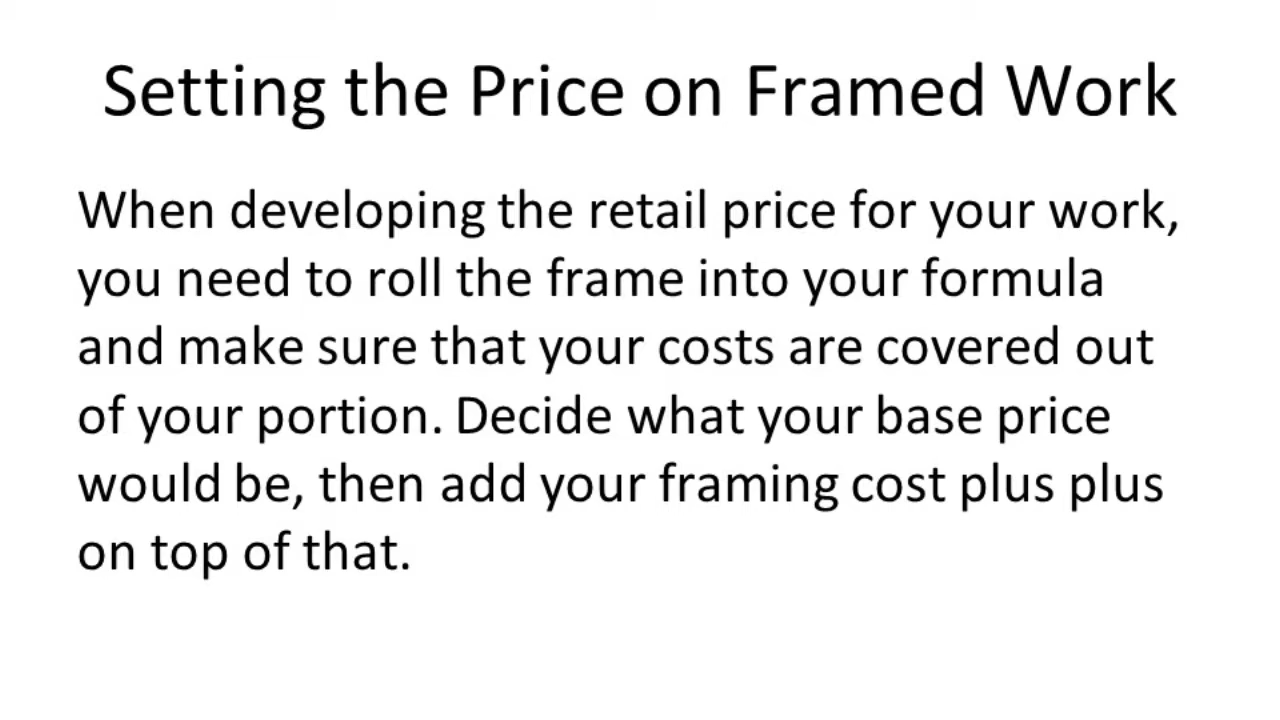 Setting the Price on Framed Work
When developing the retail price for your work,
you need to roll the frame into your formula
and make sure that your costs are covered out
of your portion. Decide what your base price
would be, then add your framing cost plus plus
on top of that.